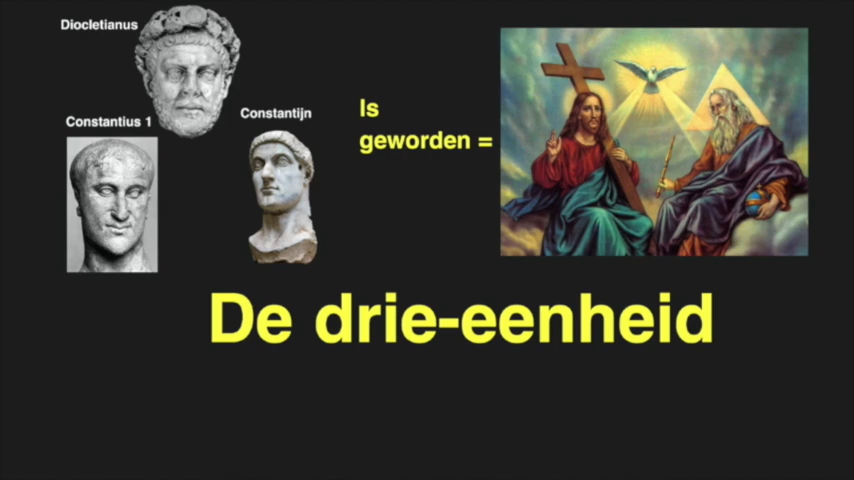 Diocletianus
Constantius 1
Constantijn
Is
geworden =
De drie-eenheid